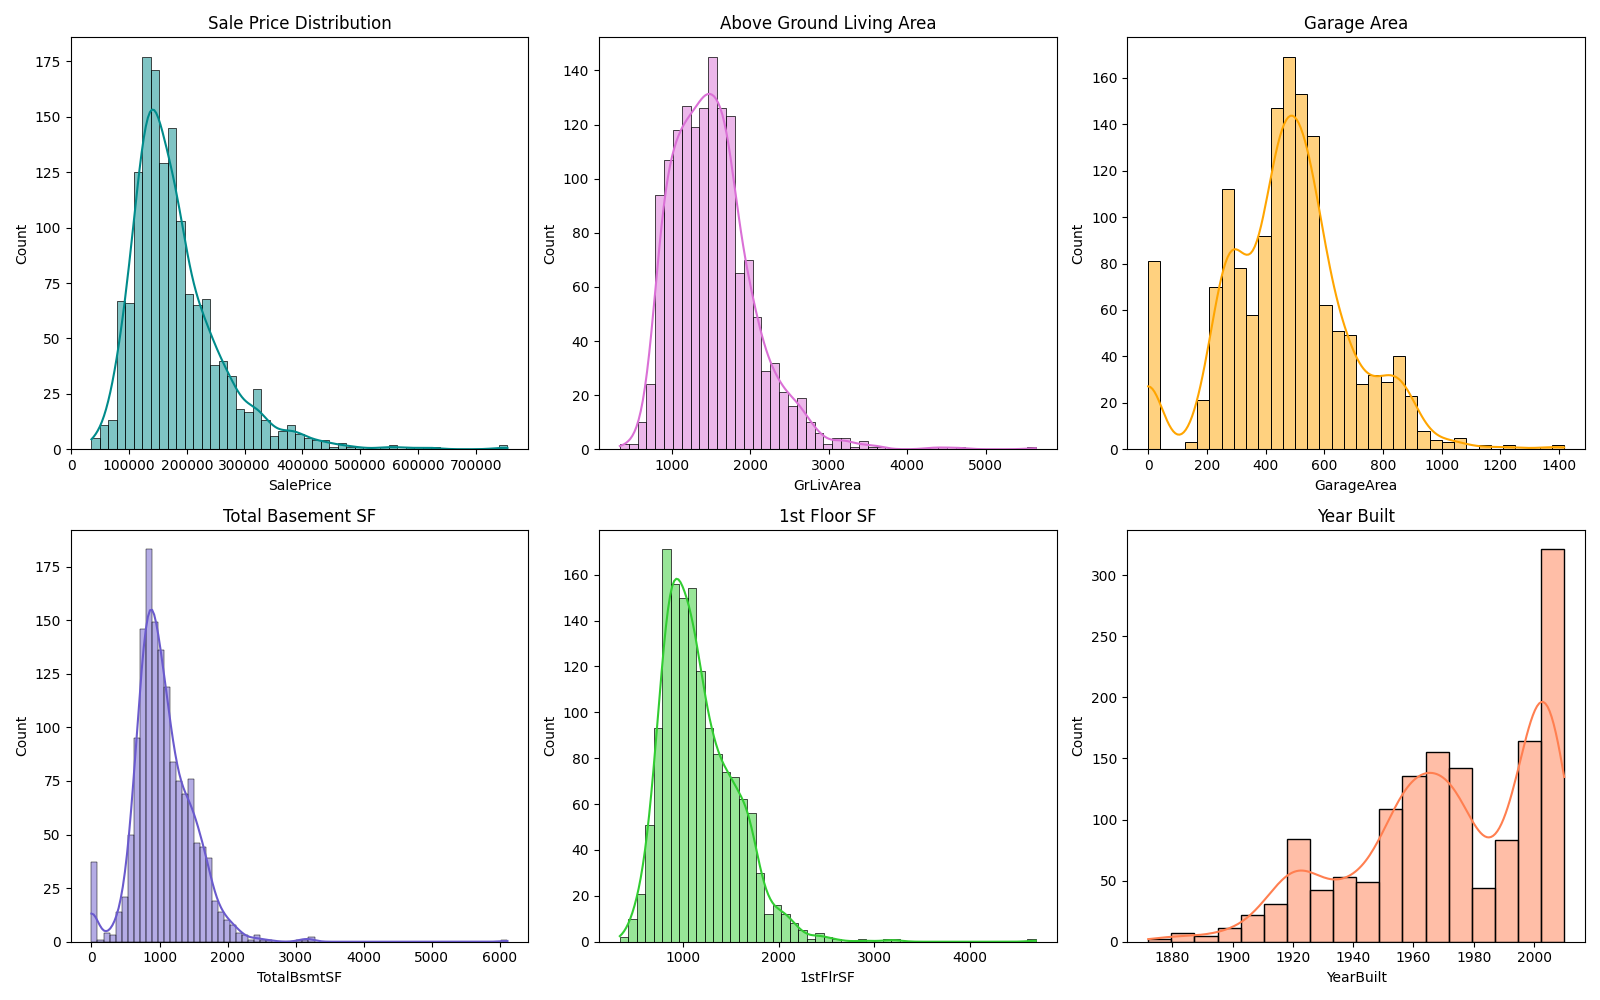 Sale Price Distribution
Above Ground Living Area
Garage Area
Count
175
150
125
100
75
50
25
0
0 100000 200000 300000 400000 500000 600000 700000
SalePrice
Count
140
120
100
80
60
40
20
0
1000 2000 3000 4000 5000
GrLivArea
Count
160
140
120
100
80
60
40
20
0
0 200 400 600 800 1000 1200 1400
GarageArea
Total Basement SF
1st Floor SF
Year Built
Count
175
150
125
100
75
50
25
0
0 1000 2000 3000 4000 5000 6000
TotalBsmtSF
Count
160
140
120
100
80
60
40
20
0
1000 2000 3000 4000
1stFlrSF
Count
300
250
200
150
100
50
0
1880 1900 1920 1940 1960 1980 2000
YearBuilt